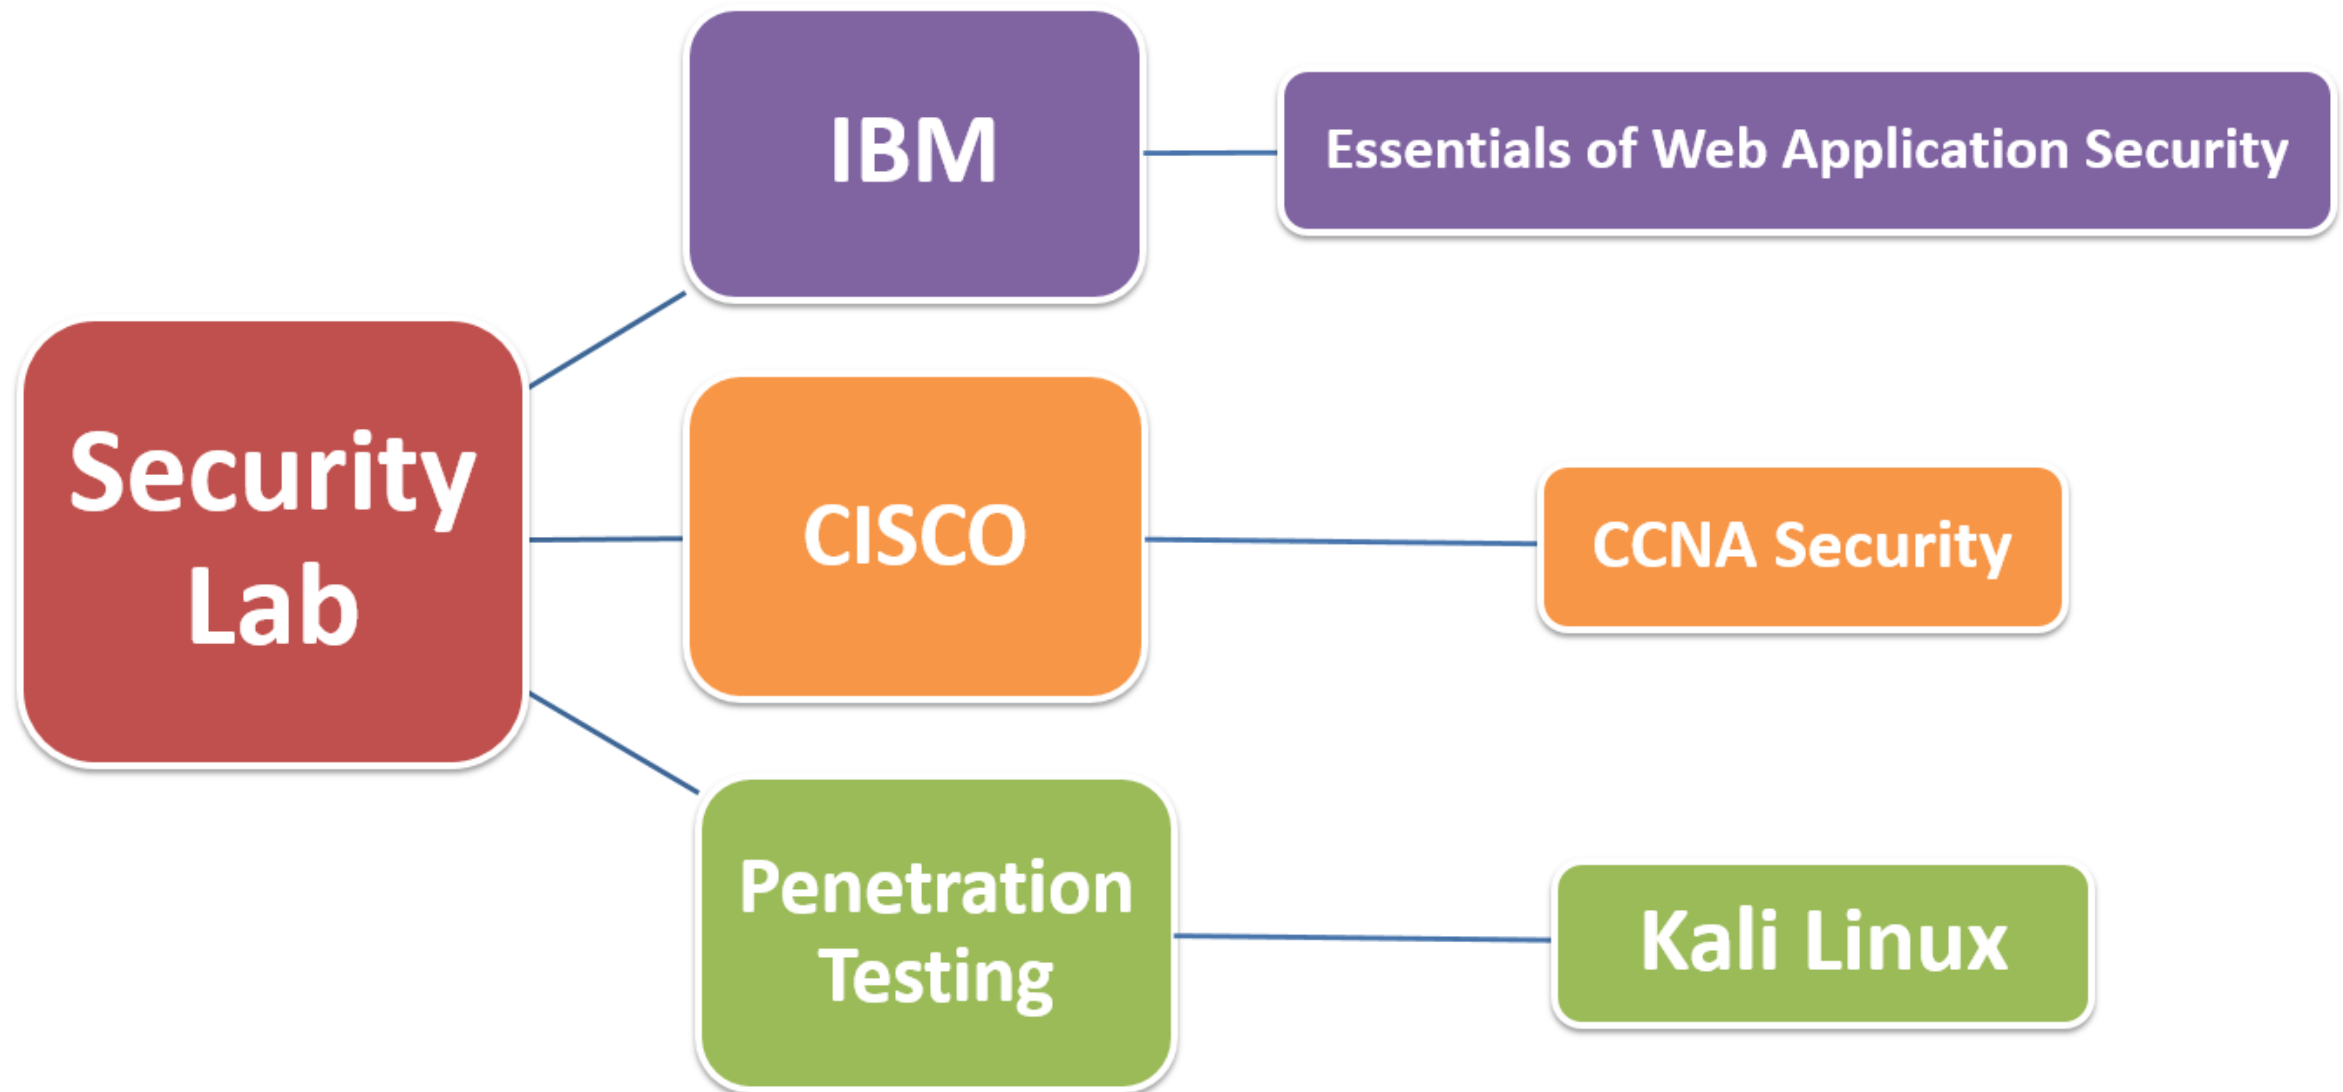 IBM
Essentials of Web Application Security
Security
Lab
CISCO
CCNA Security
Penetration
Testing
Kali Linux